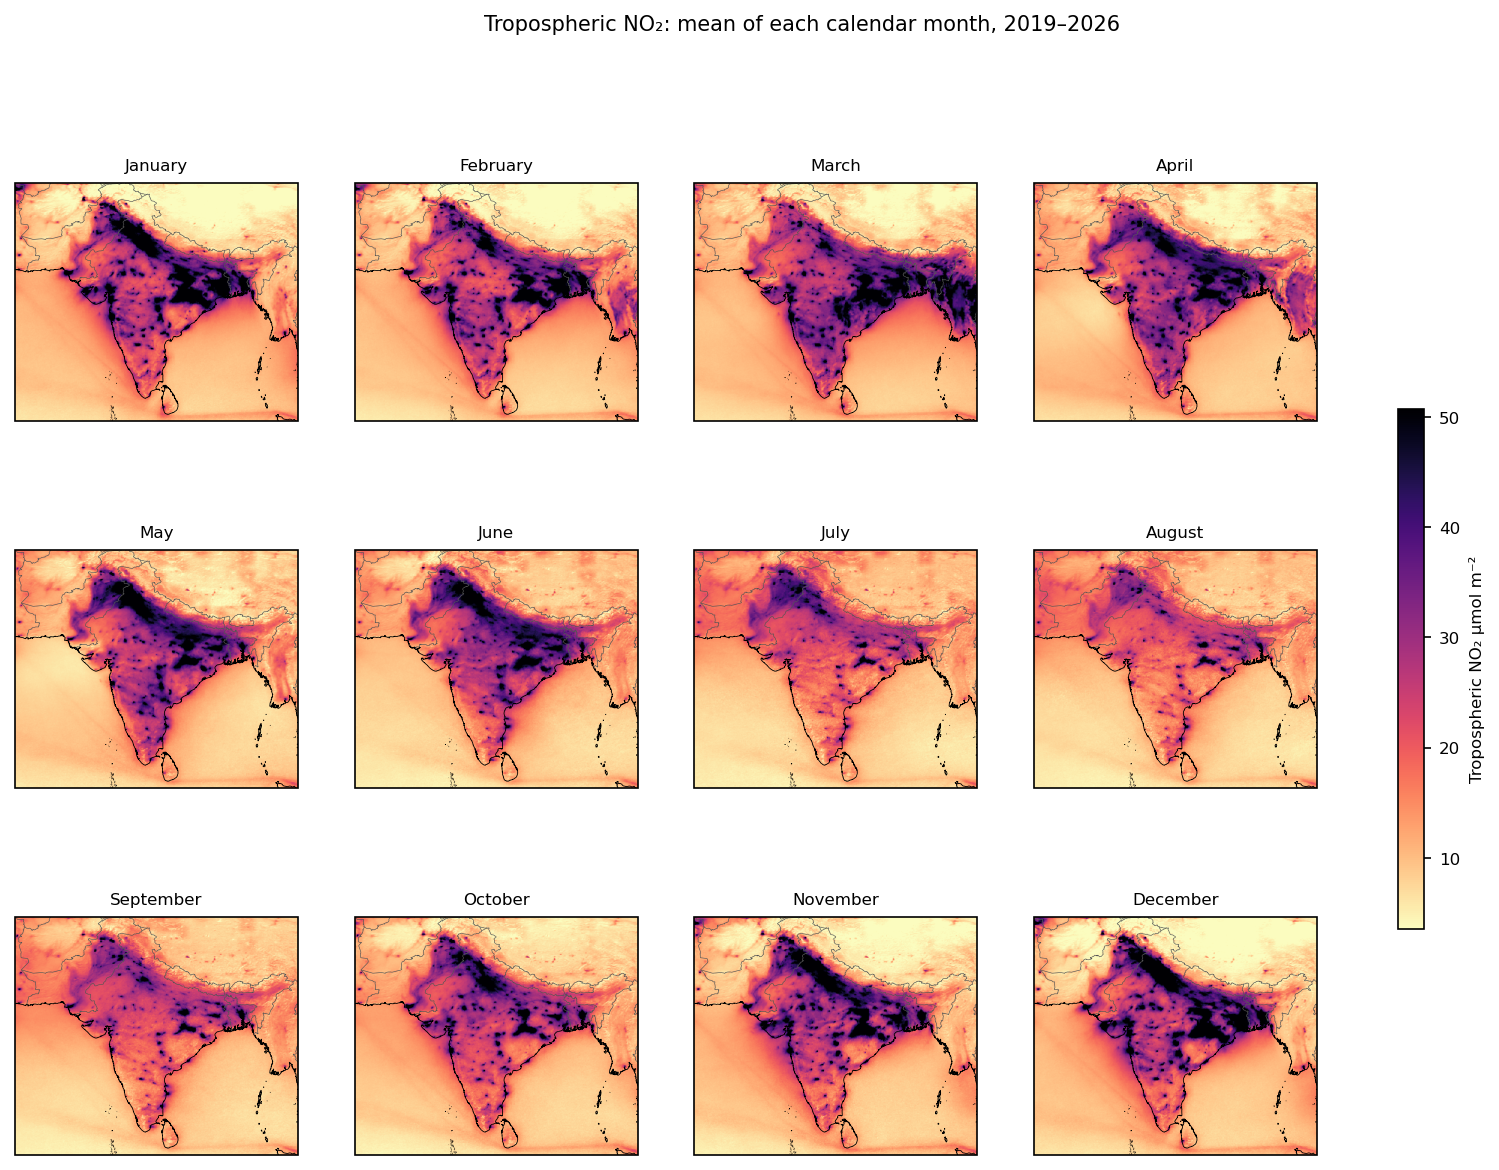 Tropospheric NO₂: mean of each calendar month, 2019–2026
January
February
March
April
May
June
July
August
September
October
November
December
50
40
30
20
10
Tropospheric NO₂ µmol m⁻²